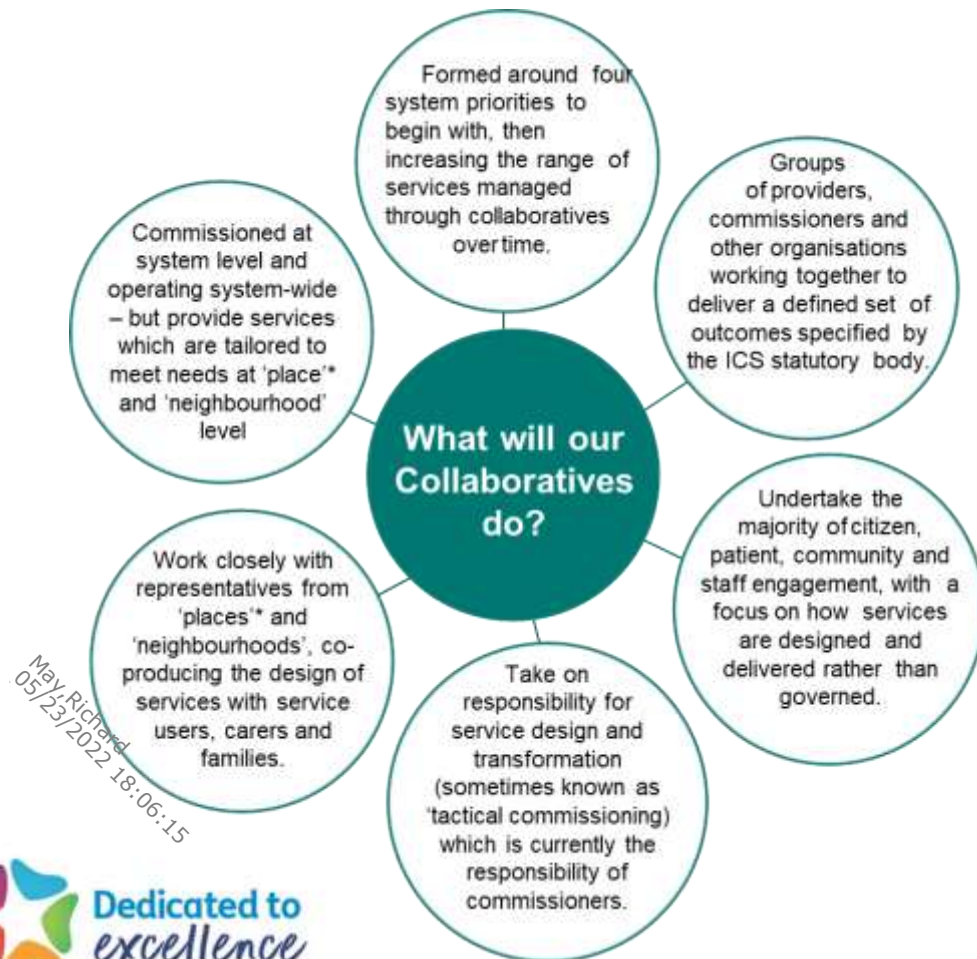 Formed around four
system priorities to
begin with, then
increasing the range of
services managed
through collaboratives
overtime.
Groups
of providers,
commissioners and
other organisations
working together to
deliver a defined set of
outcomes specified by
the ICS statutory body.
Commissioned at
system level and
operating system-wide
– but provide services
which are tailored to
meet needs at ‘place’*
and ‘neighbourhood’
level
What will our
Collaboratives
do?
Undertake the
majority of citizen,
patient, community and
staff engagement, with a
focus on how services
are designed and
delivered rather than
governed.
Work closely with
representatives from
‘places’* and
‘neighbourhoods’, co-
producing the design of
services with service
users, carers and
families.
Take on
responsibility for
service design and
transformation
(sometimes known as
‘tactical commissioning)
which is currently the
responsibility of
commissioners.
May,Richard
05/23/2022 18:06:15
Dedicated to
excellence